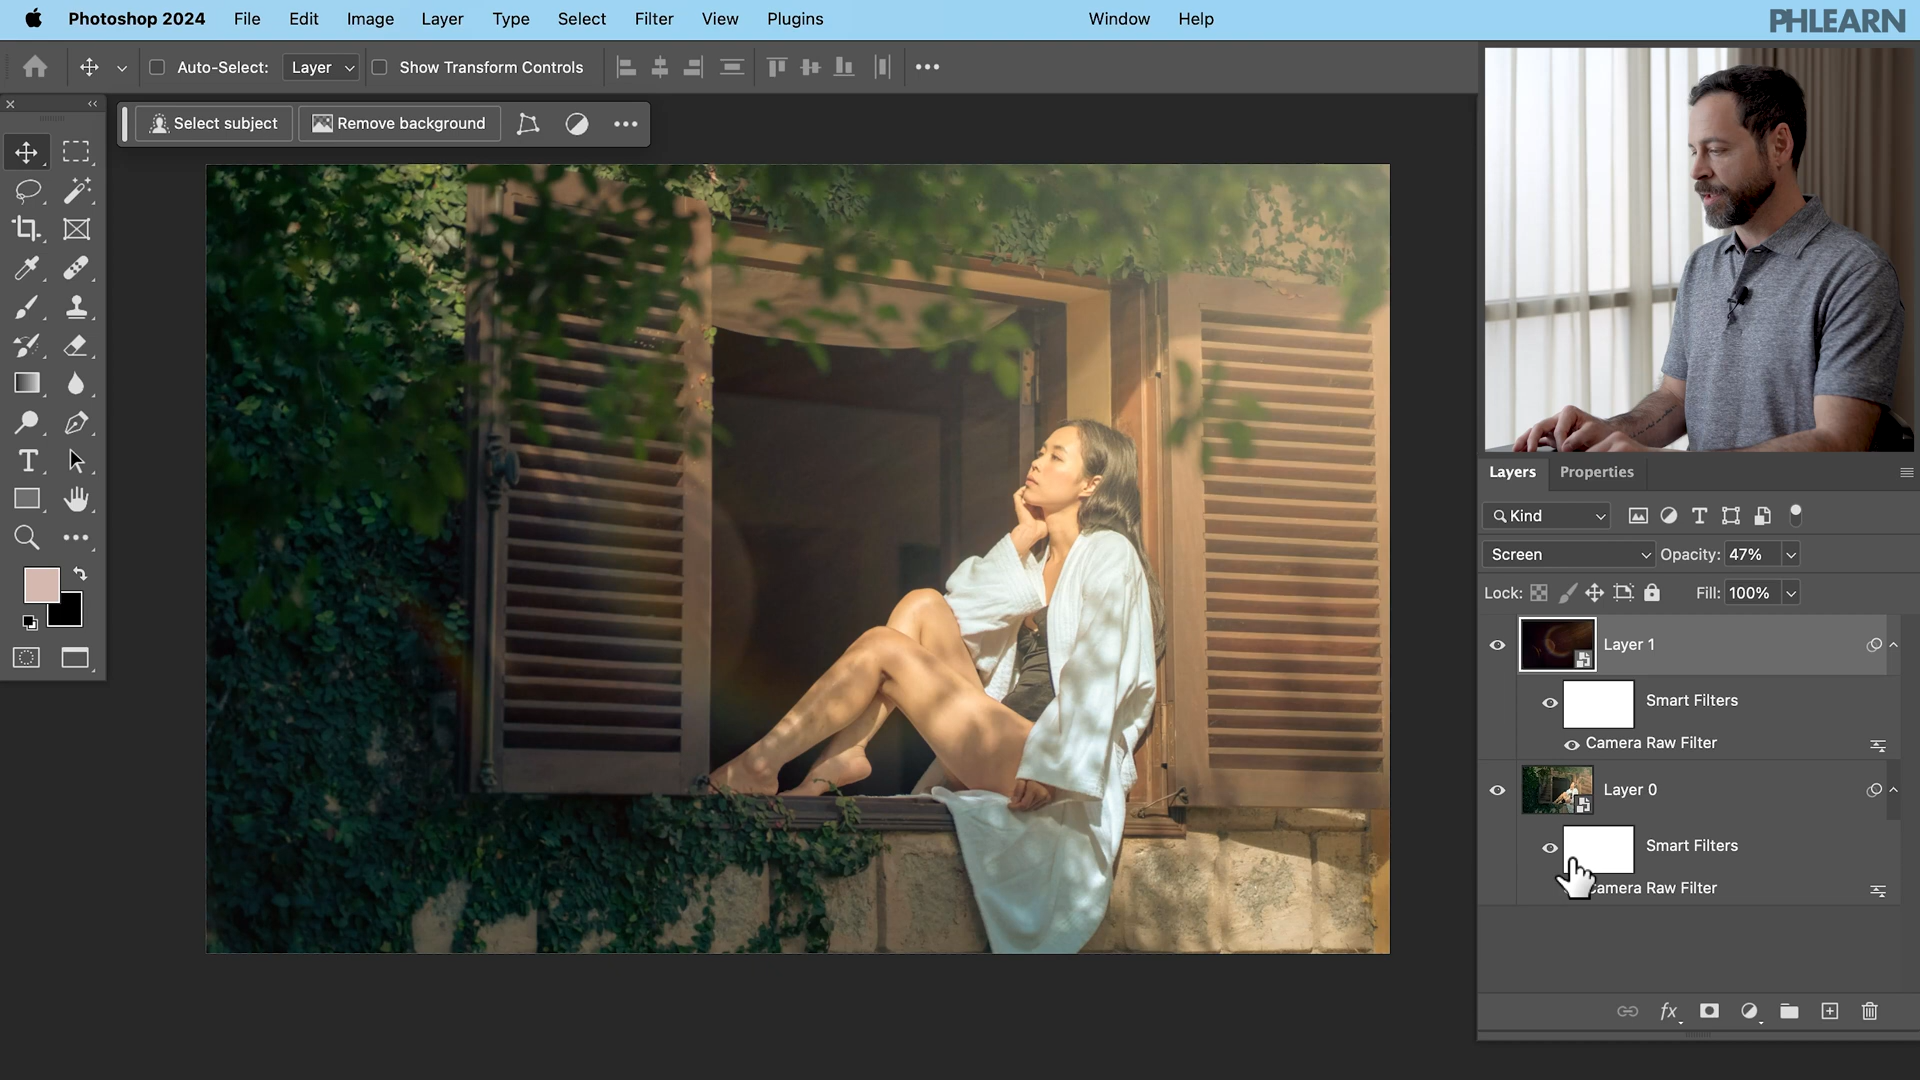 Photoshop 2024 File Edit Image Layer Type Select Filter View Plugins Window Help
PHLEARN
Auto-Select: Layer Show Transform Controls
Select subject Remove background
Layers Properties
Kind
Screen Opacity: 47%
Lock: Fill: 100%
Layer 1
Smart Filters
Camera Raw Filter
Layer 0
Smart Filters
amera Raw Filter
fx